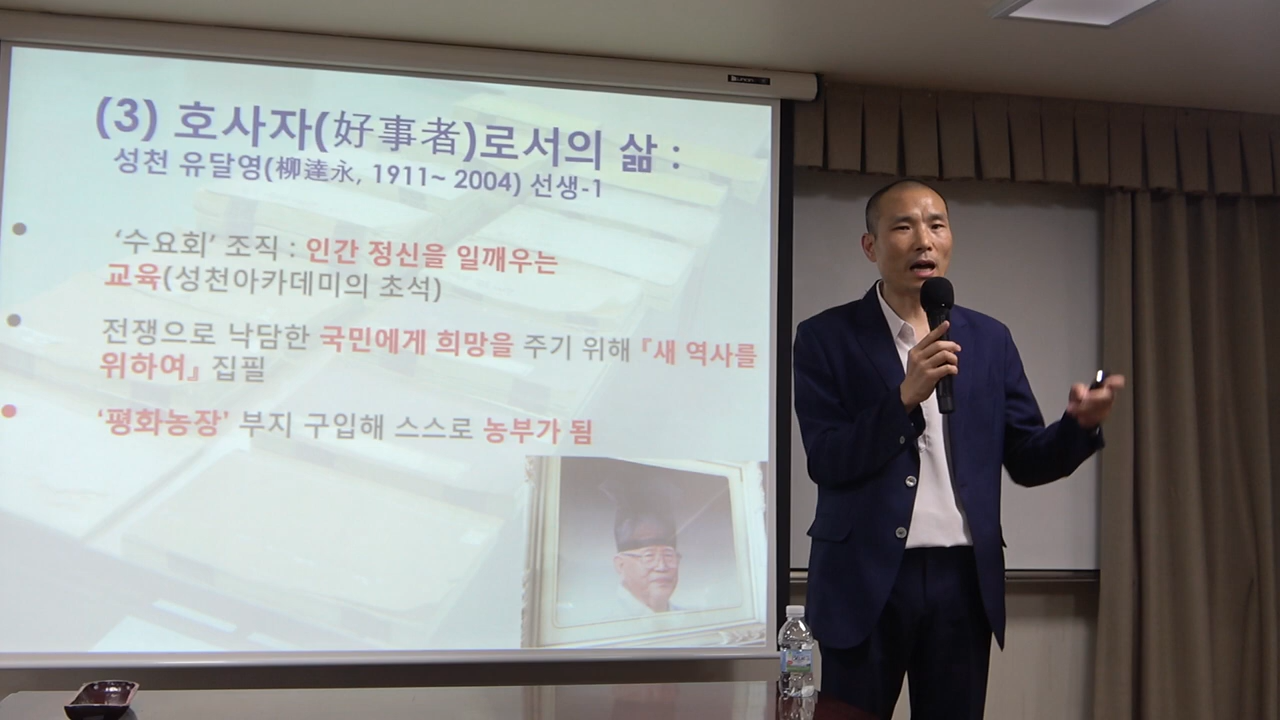 (3) 호사자(好事者)로서의 삶 :
성천 유달영(柳達永, 1911~ 2004) 선생-1
• ‘수요회’ 조직 : 인간 정신을 일깨우는
교육(성천아카데미의 초석)
• 전쟁으로 낙담한 국민에게 희망을 주기 위해 『새 역사를
위하여』 집필
• ‘평화농장’ 부지 구입해 스스로 농부가 됨